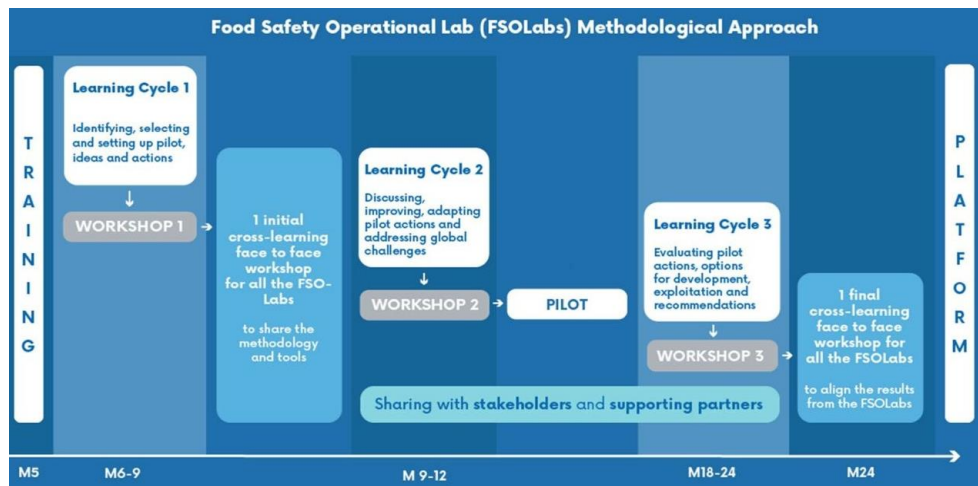 Food Safety Operational Lab (FSOLabs) Methodological Approach
TRAINING
Learning Cycle 1
Identifying, selecting
and setting up pilot,
ideas and actions
WORKSHOP 1
1 initial
cross-learning
face to face
workshop
for all the FSO-
Labs
to share the
methodology
and tools
Learning Cycle 2
Discussing,
improving, adapting
pilot actions and
addressing global
challenges
WORKSHOP 2
PILOT
Learning Cycle 3
Evaluating pilot
actions, options
for development,
exploitation and
recommendations
WORKSHOP 3
1 final
cross-learning
face to face
workshop for
all the FSOLabs
to align the results
from the FSOLabs
PLATFORM
Sharing with stakeholders and supporting partners
M5
M6-9
M 9-12
M18-24
M24